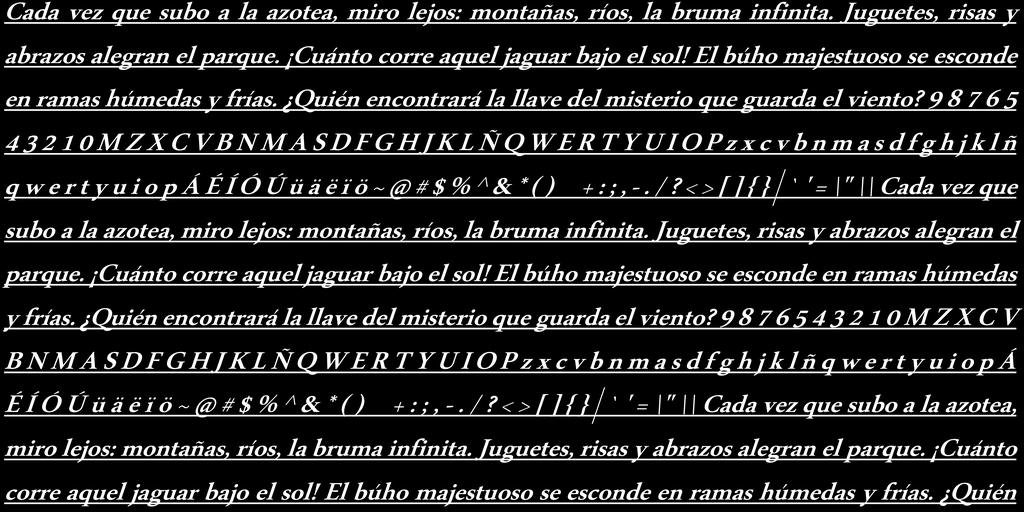 Cada vez que subo a la azotea, miro lejos: montañas, ríos, la bruma infinita. Juguetes, risas y
abrazos alegran el parque. ¡Cuánto corre aquel jaguar bajo el sol! El búho majestuoso se esconde
en ramas húmedas y frías. ¿Quién encontrará la llave del misterio que guarda el viento? 9 8 7 6 5
4 3 2 1 0 M Z X C V B N M A S D F G H J K L Ñ Q W E R T Y U I O P z x c v b n m a s d f g h j k l ñ
q w e r t y u i o p Á É Í Ó Ú ü ä ë ï ö ~ @ # $ % ^ & * ( ) + : ; , - . / ? < > [ ] { } / ` ' = | " | | Cada vez que
subo a la azotea, miro lejos: montañas, ríos, la bruma infinita. Juguetes, risas y abrazos alegran el
parque. ¡Cuánto corre aquel jaguar bajo el sol! El búho majestuoso se esconde en ramas húmedas
y frías. ¿Quién encontrará la llave del misterio que guarda el viento? 9 8 7 6 5 4 3 2 1 0 M Z X C V
B N M A S D F G H J K L Ñ Q W E R T Y U I O P z x c v b n m a s d f g h j k l ñ q w e r t y u i o p Á
É Í Ó Ú ü ä ë ï ö ~ @ # $ % ^ & * ( ) + : ; , - . / ? < > [ ] { } / ` ' = | " | | Cada vez que subo a la azotea,
miro lejos: montañas, ríos, la bruma infinita. Juguetes, risas y abrazos alegran el parque. ¡Cuánto
corre aquel jaguar bajo el sol! El búho majestuoso se esconde en ramas húmedas y frías. ¿Quién